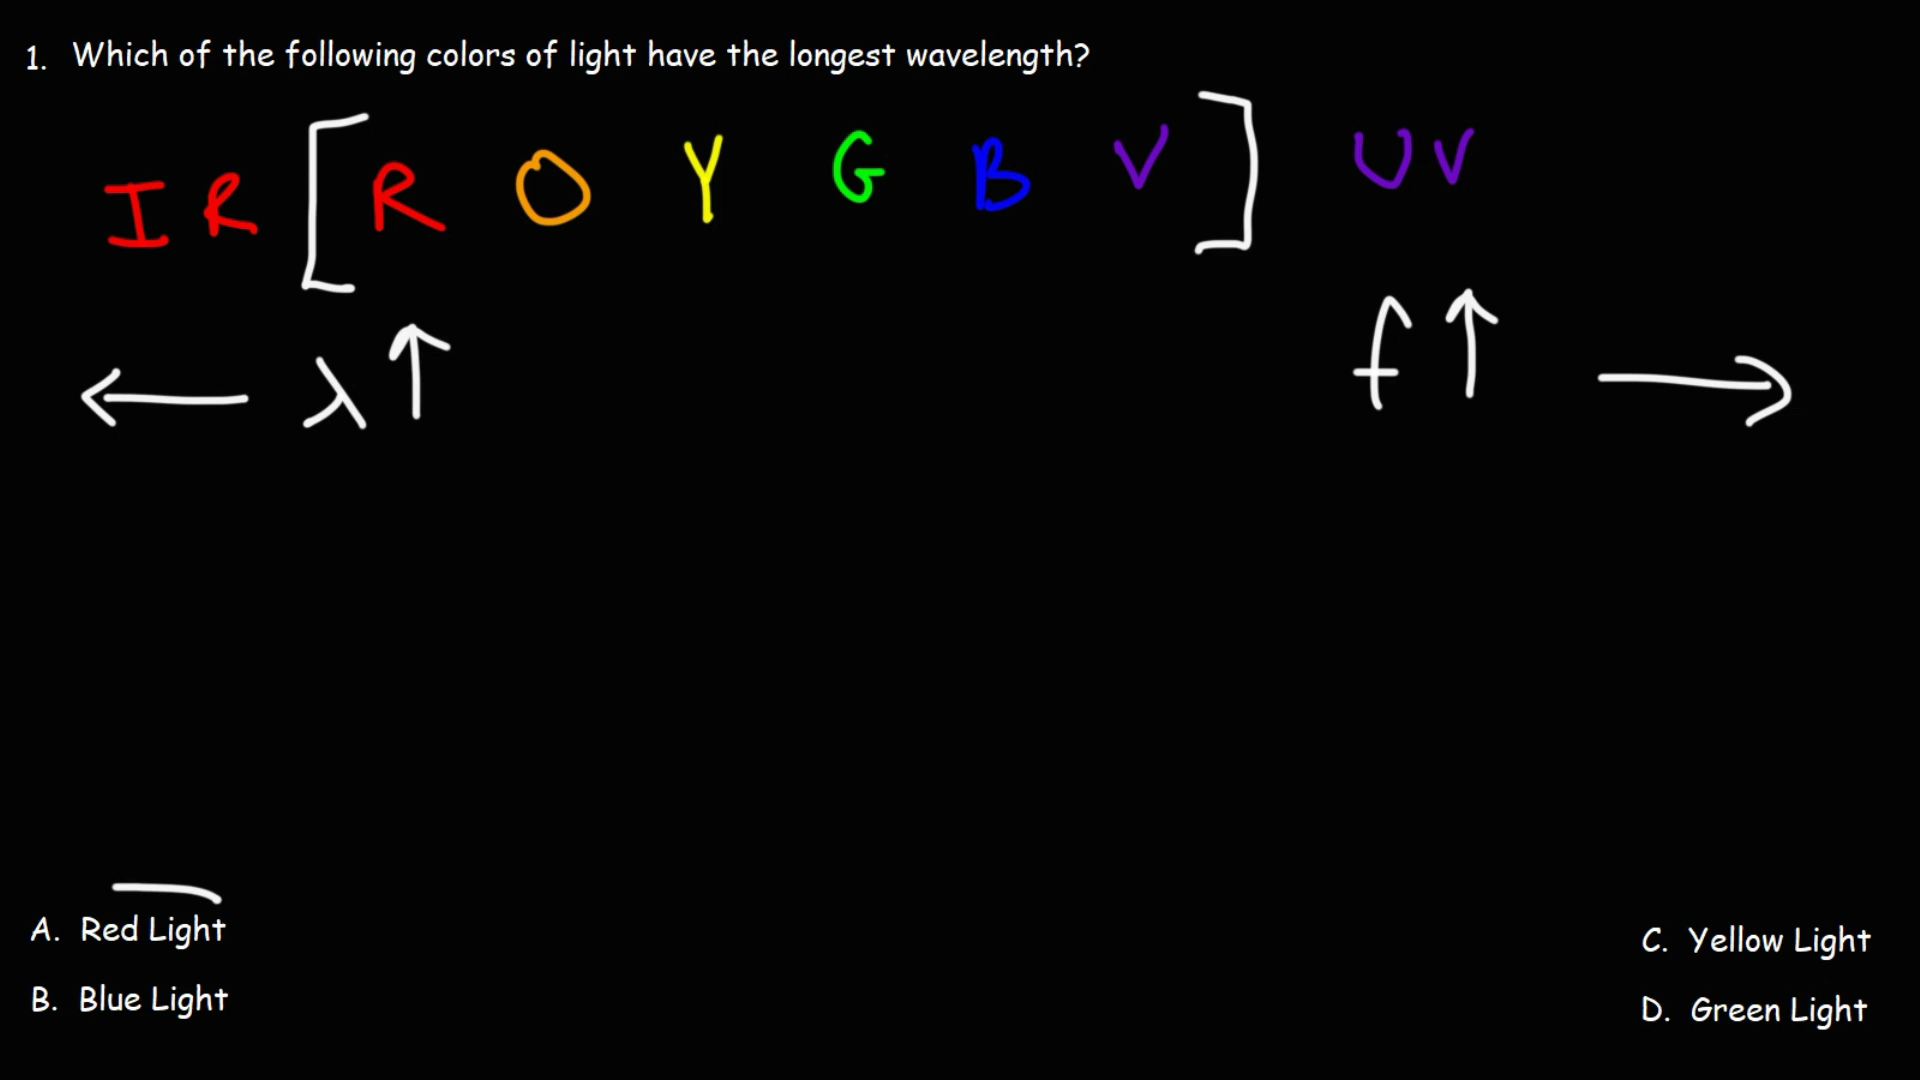 1. Which of the following colors of light have the longest wavelength?
IR [ R O Y G B V ] UV
← λ↑ f↑ →
A. Red Light
B. Blue Light
C. Yellow Light
D. Green Light